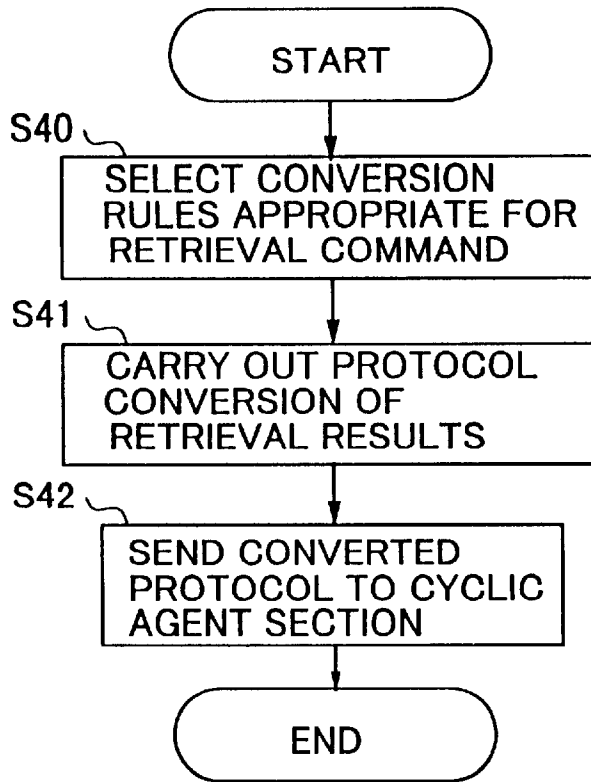 START
S40
SELECT CONVERSION
RULES APPROPRIATE FOR
RETRIEVAL COMMAND
S41
CARRY OUT PROTOCOL
CONVERSION OF
RETRIEVAL RESULTS
S42
SEND CONVERTED
PROTOCOL TO CYCLIC
AGENT SECTION
END